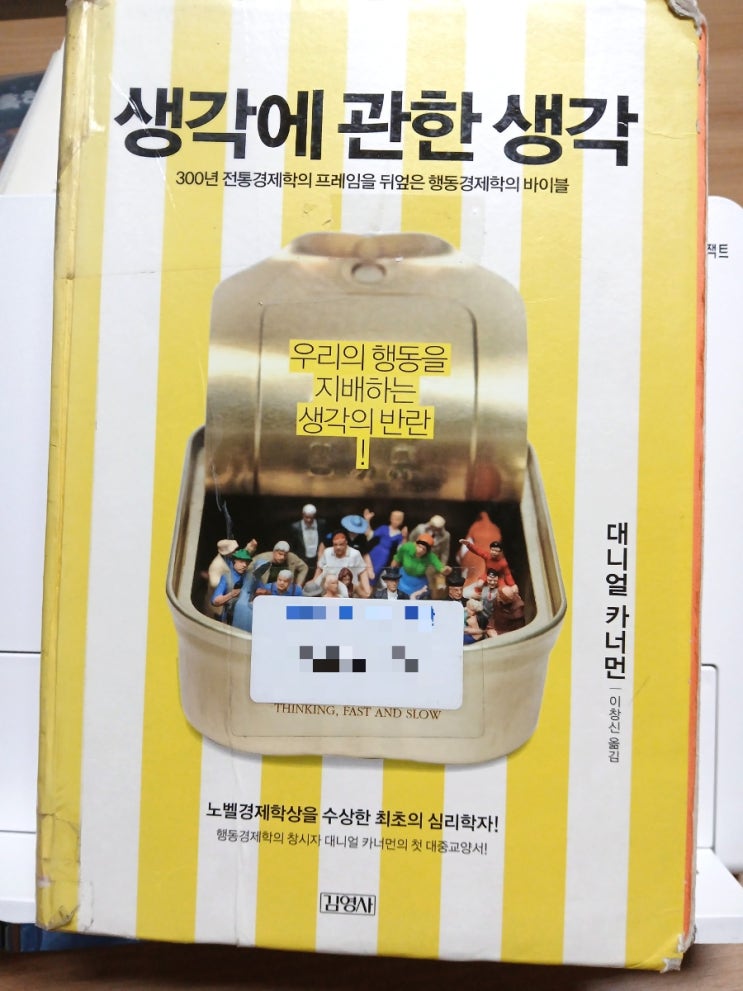 생각에 관한 생각
300년 전통경제학의 프레임을 뒤엎은 행동경제학의 바이블
우리의 행동을
지배하는
생각의 반란
!
대니얼 카너먼 | 이창신 옮김
THINKING, FAST AND SLOW
노벨경제학상을 수상한 최초의 심리학자!
행동경제학의 창시자 대니얼 카너먼의 첫 대중교양서!
김영사
잭트